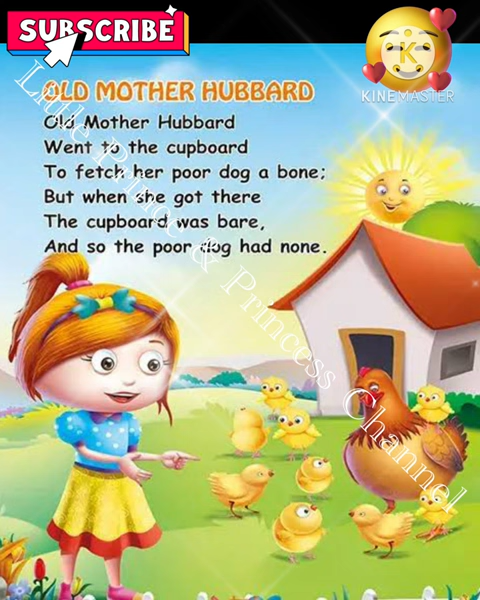 SUBSCRIBE
K
KINEMASTER
OLD MOTHER HUBBARD
Old Mother Hubbard
Went to the cupboard
To fetch her poor dog a bone;
But when she got there
The cupboard was bare,
And so the poor dog had none.
Little Prince & Princess Channel